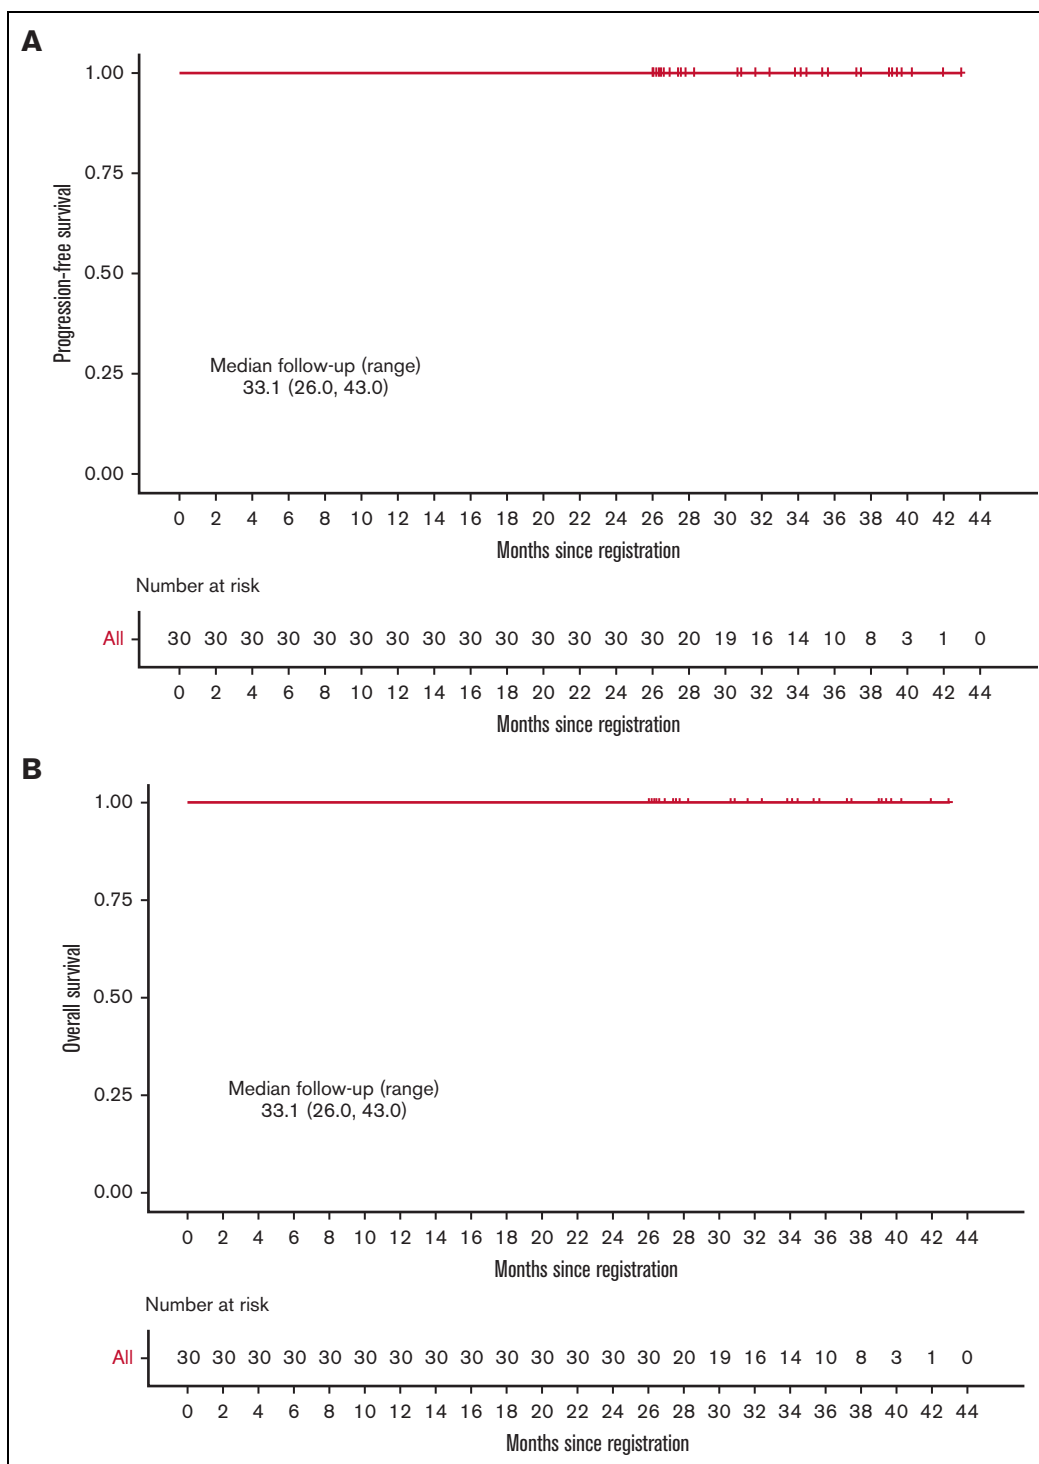 A
1.00
0.75
0.50
0.25
0.00
Progression-free survival
Median follow-up (range)
33.1 (26.0, 43.0)
0 2 4 6 8 10 12 14 16 18 20 22 24 26 28 30 32 34 36 38 40 42 44
Months since registration
Number at risk
All 30 30 30 30 30 30 30 30 30 30 30 30 30 30 20 19 16 14 10 8 3 1 0
0 2 4 6 8 10 12 14 16 18 20 22 24 26 28 30 32 34 36 38 40 42 44
Months since registration
B
1.00
0.75
0.50
0.25
0.00
Overall survival
Median follow-up (range)
33.1 (26.0, 43.0)
0 2 4 6 8 10 12 14 16 18 20 22 24 26 28 30 32 34 36 38 40 42 44
Months since registration
Number at risk
All 30 30 30 30 30 30 30 30 30 30 30 30 30 30 20 19 16 14 10 8 3 1 0
0 2 4 6 8 10 12 14 16 18 20 22 24 26 28 30 32 34 36 38 40 42 44
Months since registration